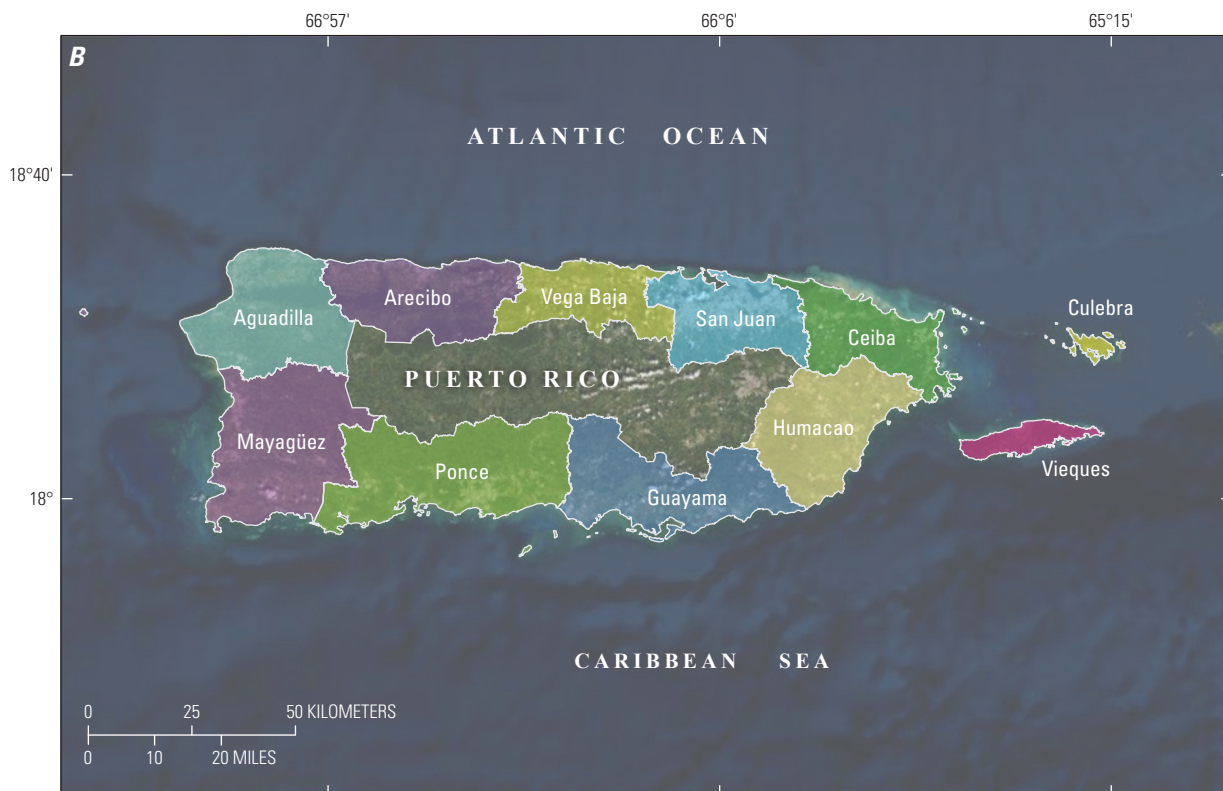 66°57'
66°6'
65°15'
B
ATLANTIC OCEAN
18°40'
Arecibo
Vega Baja
Culebra
Aguadilla
San Juan
Ceiba
PUERTO RICO
Mayagüez
Humacao
Ponce
Vieques
18°
Guayama
CARIBBEAN SEA
0 25 50 KILOMETERS
0 10 20 MILES